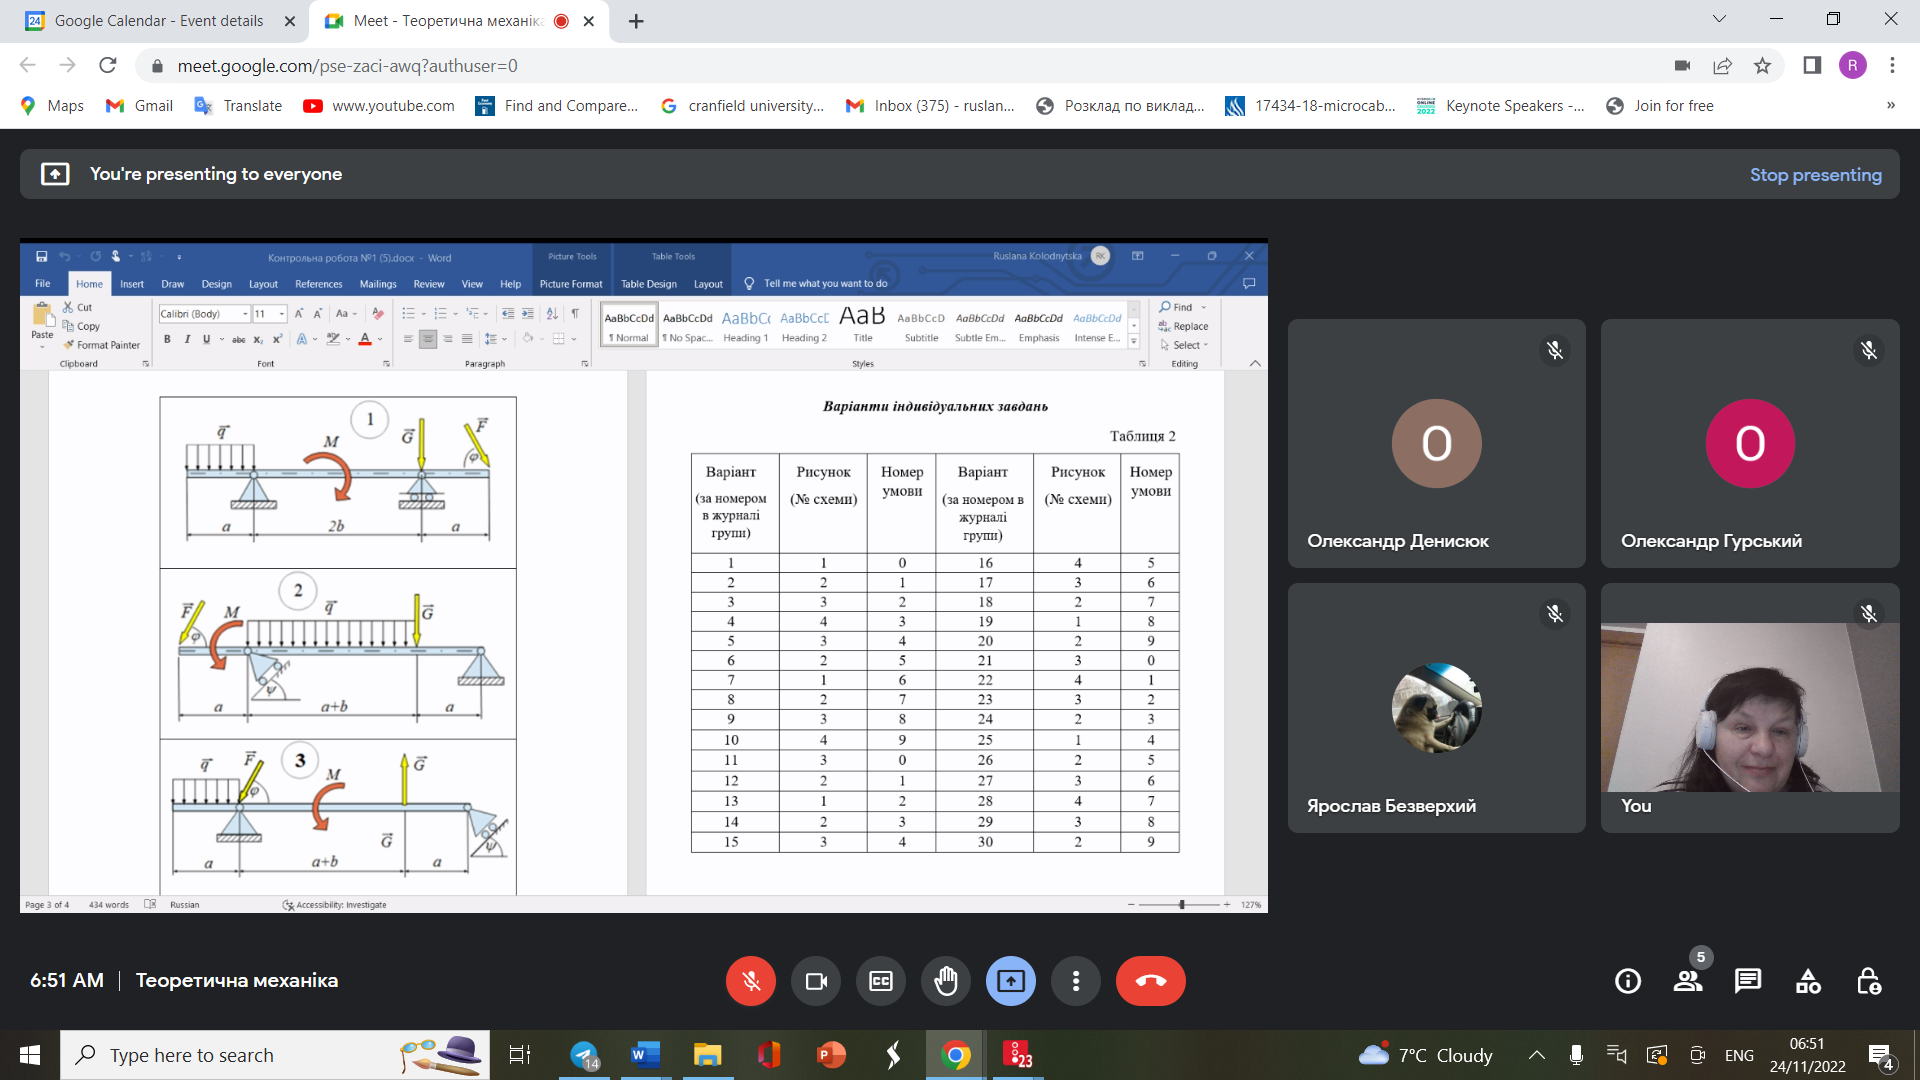 Google Calendar - Event details
Meet - Теоретична механіка
meet.google.com/pse-zaci-awq?authuser=0
R
Maps
Gmail
Translate
www.youtube.com
Find and Compare...
cranfield university...
Inbox (375) - ruslan...
Розклад по виклад...
17434-18-microcab...
Keynote Speakers -...
Join for free
»
You're presenting to everyone
Stop presenting
Контрольна робота №1 (5).docx - Word
Picture Tools
Table Tools
Ruslana Kolodnytska
RK
File
Home
Insert
Draw
Design
Layout
References
Mailings
Review
View
Help
Picture Format
Table Design
Layout
Tell me what you want to do
Paste
Cut
Copy
Format Painter
Clipboard
Calibri (Body)
11
Font
Paragraph
AaBbCcDd
¶ Normal
AaBbCcDd
¶ No Spac...
AaBbC
Heading 1
AaBbCcD
Heading 2
AaB
Title
AaBbCcD
Subtitle
AaBbCcDd
Subtle Em...
AaBbCcDd
Emphasis
AaBbCcDd
Intense E...
Styles
Find
Replace
Select
Editing
1
q
M
G
F
φ
a
2b
a
2
F
φ
M
q
G
ψ
a
a+b
a
3
q
F
φ
M
G
G
ψ
a
a+b
a
Варіанти індивідуальних завдань
Таблиця 2
Варіант (за номером в журналі групи) Рисунок (№ схеми) Номер умови Варіант (за номером в журналі групи) Рисунок (№ схеми) Номер умови
1 1 0 16 4 5
2 2 1 17 3 6
3 3 2 18 2 7
4 4 3 19 1 8
5 3 4 20 2 9
6 2 5 21 3 0
7 1 6 22 4 1
8 2 7 23 3 2
9 3 8 24 2 3
10 4 9 25 1 4
11 3 0 26 2 5
12 2 1 27 3 6
13 1 2 28 4 7
14 2 3 29 3 8
15 3 4 30 2 9
Page 3 of 4
434 words
Russian
Accessibility: Investigate
127%
О
Олександр Денисюк
О
Олександр Гурський
Ярослав Безверхий
You
6:51 AM
Теоретична механіка
5
Type here to search
14
23
7°C Cloudy
ENG
06:51
24/11/2022
4